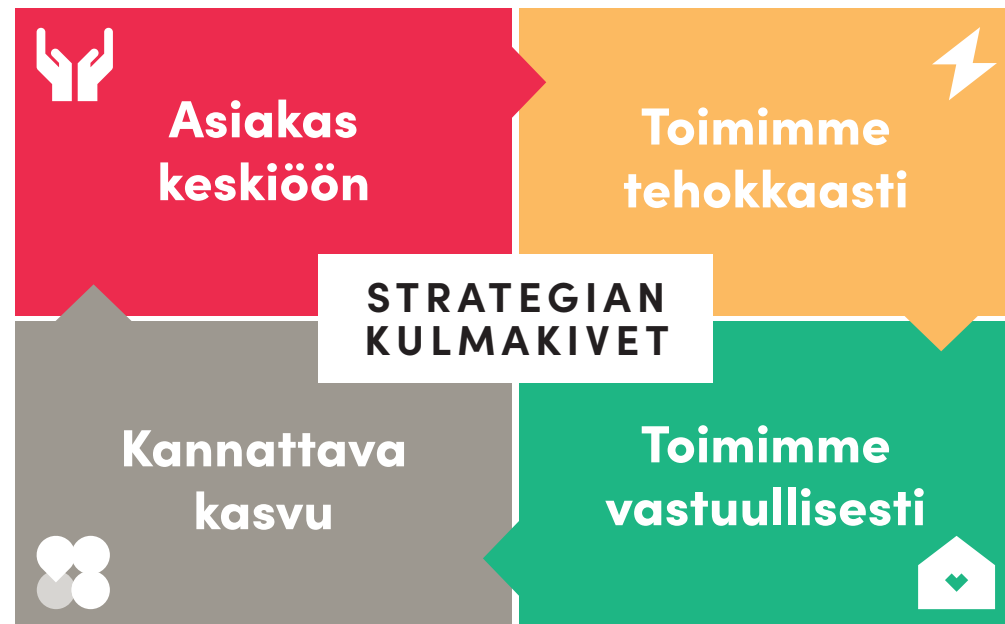 Asiakas
keskiöön
Toimimme
tehokkaasti
STRATEGIAN
KULMAKIVET
Kannattava
kasvu
Toimimme
vastuullisesti